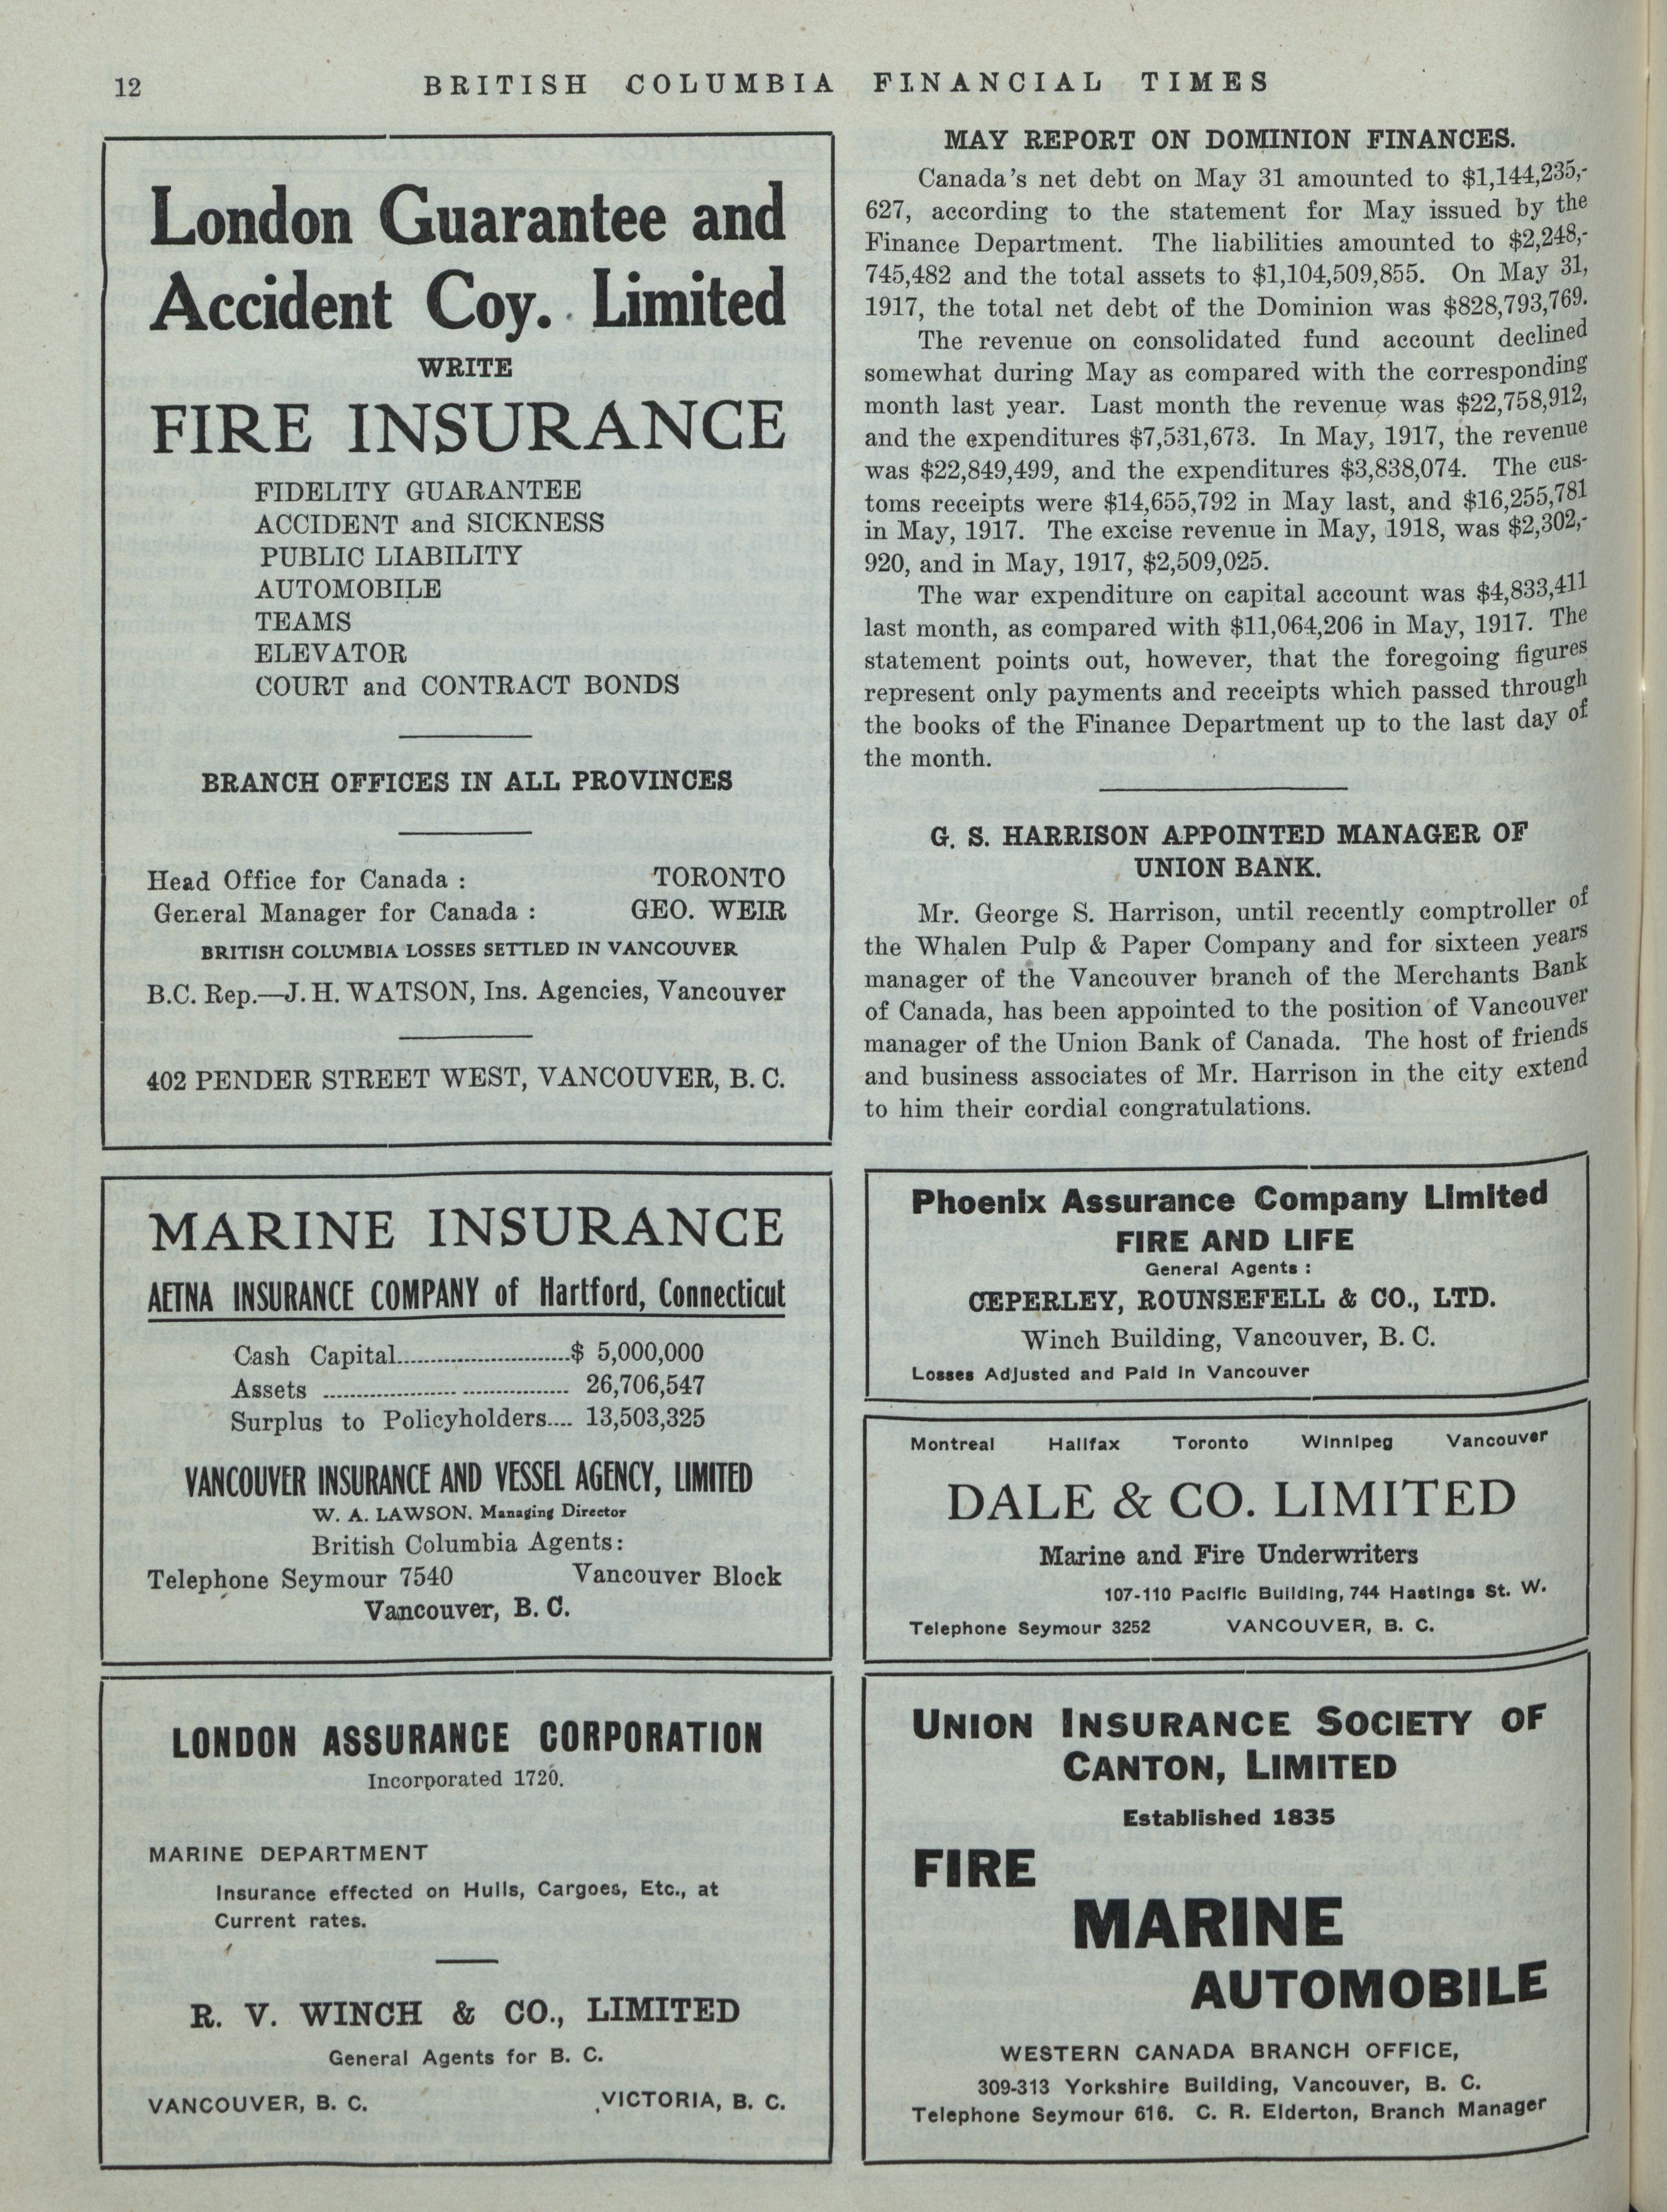 12
BRITISH COLUMBIA FINANCIAL TIMES
London Guarantee and
Accident Coy. Limited
WRITE
FIRE INSURANCE
FIDELITY GUARANTEE
ACCIDENT and SICKNESS
PUBLIC LIABILITY
AUTOMOBILE
TEAMS
ELEVATOR
COURT and CONTRACT BONDS
BRANCH OFFICES IN ALL PROVINCES
Head Office for Canada : TORONTO
General Manager for Canada : GEO. WEIR
BRITISH COLUMBIA LOSSES SETTLED IN VANCOUVER
B.C. Rep.—J. H. WATSON, Ins. Agencies, Vancouver
402 PENDER STREET WEST, VANCOUVER, B. C.
MARINE INSURANCE
AETNA INSURANCE COMPANY of Hartford, Connecticut
Cash Capital..........................$ 5,000,000
Assets .................... ................ 26,706,547
Surplus to Policyholders.... 13,503,325
VANCOUVER INSURANCE AND VESSEL AGENCY, LIMITED
W. A. LAWSON, Managing Director
British Columbia Agents:
Telephone Seymour 7540 Vancouver Block
Vancouver, B. C.
LONDON ASSURANCE CORPORATION
Incorporated 1720.
MARINE DEPARTMENT
Insurance effected on Hulls, Cargoes, Etc., at
Current rates.
R. V. WINCH & CO., LIMITED
General Agents for B. C.
VANCOUVER, B. C. VICTORIA, B. C.
MAY REPORT ON DOMINION FINANCES.
Canada's net debt on May 31 amounted to $1,144,235,-
627, according to the statement for May issued by the
Finance Department. The liabilities amounted to $2,248,-
745,482 and the total assets to $1,104,509,855. On May 31,
1917, the total net debt of the Dominion was $828,793,769.
The revenue on consolidated fund account declined
somewhat during May as compared with the corresponding
month last year. Last month the revenue was $22,758,912,
and the expenditures $7,531,673. In May, 1917, the revenue
was $22,849,499, and the expenditures $3,838,074. The cus-
toms receipts were $14,655,792 in May last, and $16,255,781
in May, 1917. The excise revenue in May, 1918, was $2,302,-
920, and in May, 1917, $2,509,025.
The war expenditure on capital account was $4,833,411
last month, as compared with $11,064,206 in May, 1917. The
statement points out, however, that the foregoing figures
represent only payments and receipts which passed through
the books of the Finance Department up to the last day of
the month.
G. S. HARRISON APPOINTED MANAGER OF
UNION BANK.
Mr. George S. Harrison, until recently comptroller of
the Whalen Pulp & Paper Company and for sixteen years
manager of the Vancouver branch of the Merchants Bank
of Canada, has been appointed to the position of Vancouver
manager of the Union Bank of Canada. The host of friends
and business associates of Mr. Harrison in the city extend
to him their cordial congratulations.
Phoenix Assurance Company Limited
FIRE AND LIFE
General Agents :
CEPERLEY, ROUNSEFELL & CO., LTD.
Winch Building, Vancouver, B. C.
Losses Adjusted and Paid in Vancouver
Montreal Halifax Toronto Winnipeg Vancouver
DALE & CO. LIMITED
Marine and Fire Underwriters
107-110 Pacific Building, 744 Hastings St. W.
Telephone Seymour 3252 VANCOUVER, B. C.
UNION INSURANCE SOCIETY OF
CANTON, LIMITED
Established 1835
FIRE
MARINE
AUTOMOBILE
WESTERN CANADA BRANCH OFFICE,
309-313 Yorkshire Building, Vancouver, B. C.
Telephone Seymour 616. C. R. Elderton, Branch Manager